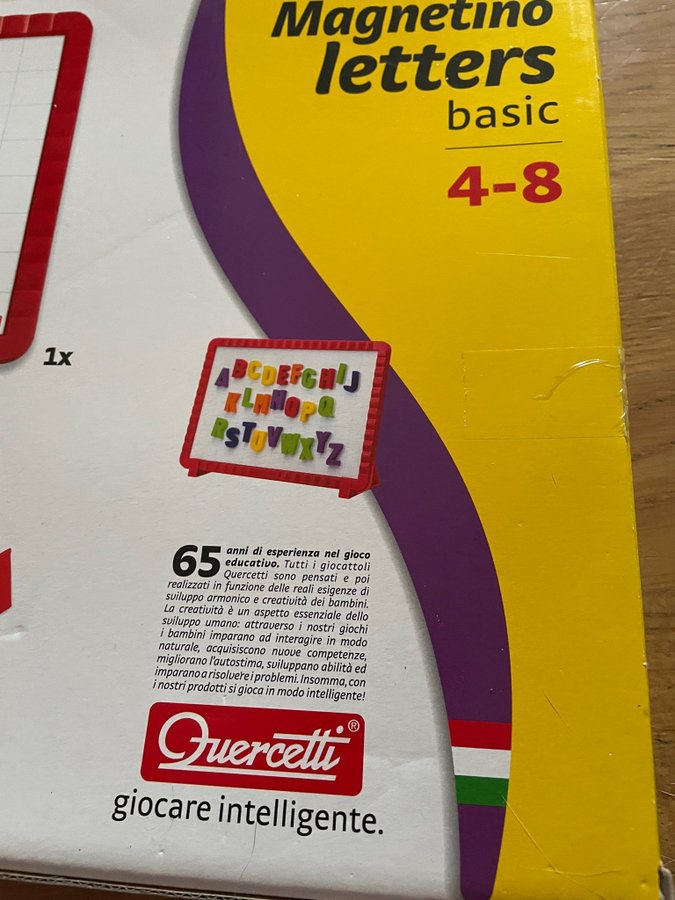 Magnetino
letters
basic
4-8
1x
ABCDEFGHIJ
KLMNOPQ
RSTUVWXYZ
65 anni di esperienza nel gioco
educativo. Tutti i giocattoli
Quercetti sono pensati e poi
realizzati in funzione delle reali esigenze di
sviluppo armonico e creatività dei bambini.
La creatività è un aspetto essenziale dello
sviluppo umano: attraverso i nostri giochi
i bambini imparano ad interagire in modo
naturale, acquisiscono nuove competenze,
migliorano l'autostima, sviluppano abilità ed
imparano a risolvere i problemi. Insomma, con
i nostri prodotti si gioca in modo intelligente!
Quercetti®
giocare intelligente.